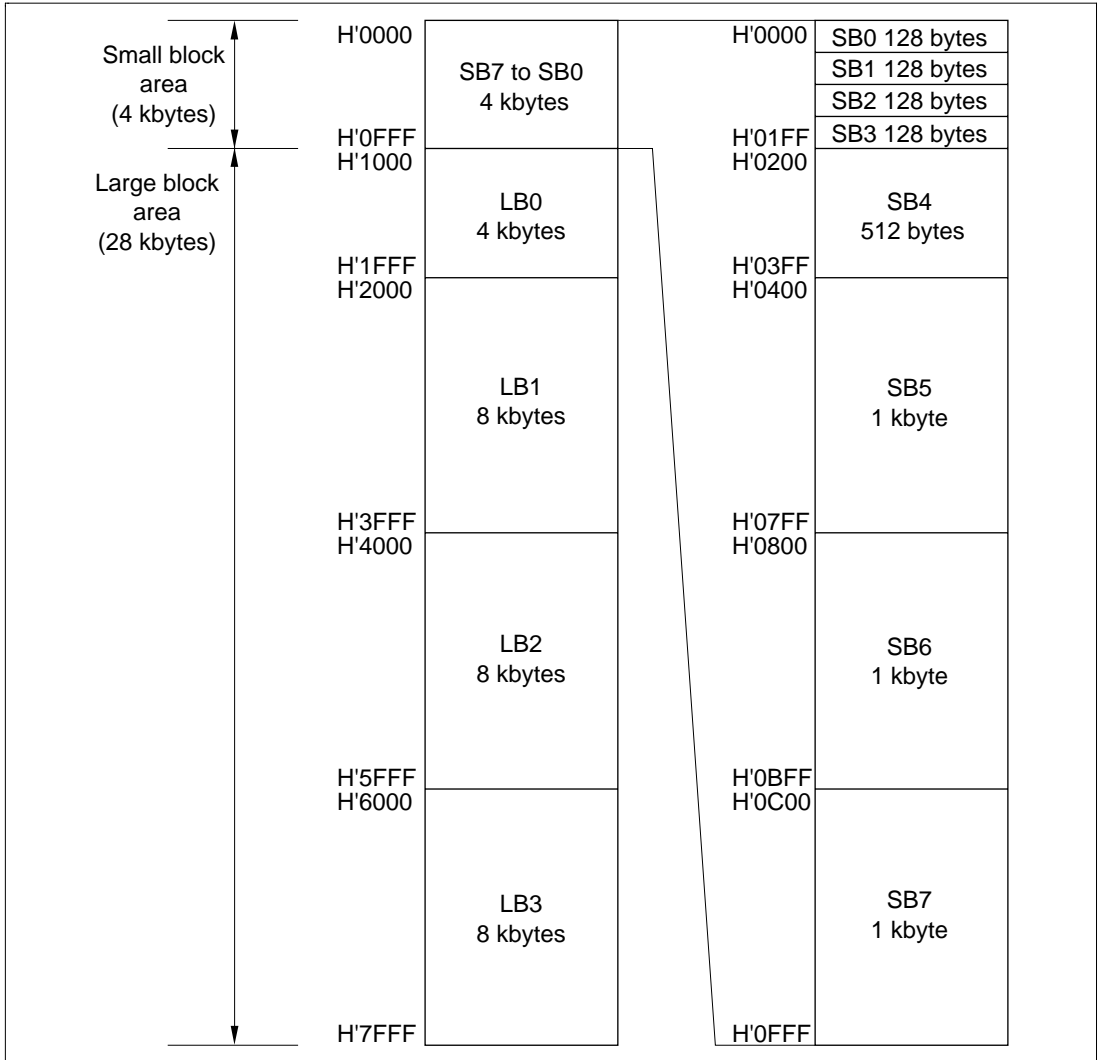 Small block
area
(4 kbytes)
Large block
area
(28 kbytes)
H'0000
SB7 to SB0
4 kbytes
H'0FFF
H'1000
LB0
4 kbytes
H'1FFF
H'2000
LB1
8 kbytes
H'3FFF
H'4000
LB2
8 kbytes
H'5FFF
H'6000
LB3
8 kbytes
H'7FFF
H'0000
SB0 128 bytes
SB1 128 bytes
SB2 128 bytes
SB3 128 bytes
H'01FF
H'0200
SB4
512 bytes
H'03FF
H'0400
SB5
1 kbyte
H'07FF
H'0800
SB6
1 kbyte
H'0BFF
H'0C00
SB7
1 kbyte
H'0FFF